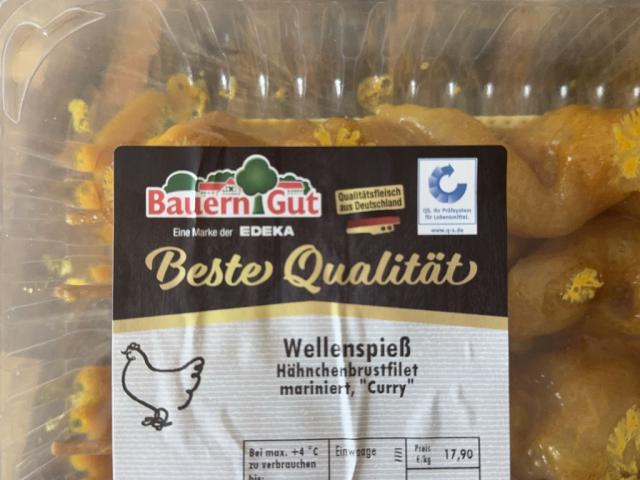 Bauern Gut
Eine Marke der EDEKA
Qualitätsfleisch
aus Deutschland
QS. Ihr Prüfsystem
für Lebensmittel.
www.q-s.de
Beste Qualität
Wellenspieß
Hähnchenbrustfilet
mariniert, "Curry"
Bei max. +4 °C
zu verbrauchen
bis:
Einwaage
Preis
€/kg 17,90